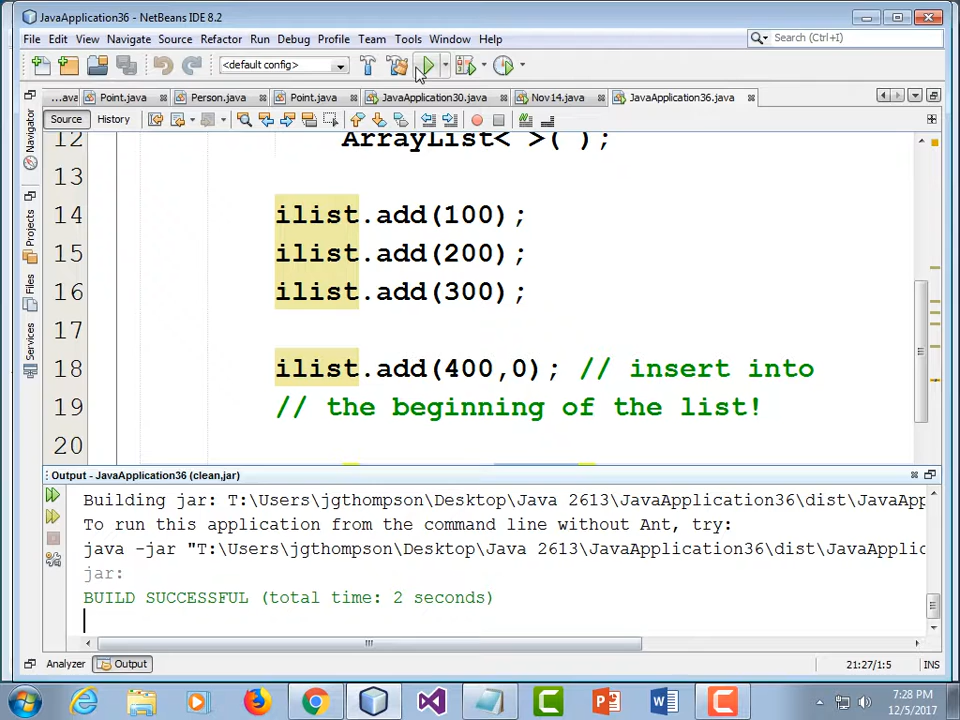 JavaApplication36 - NetBeans IDE 8.2
File Edit View Navigate Source Refactor Run Debug Profile Team Tools Window Help
Search (Ctrl+I)
<default config>
...ava Point.java Person.java Point.java JavaApplication30.java Nov14.java JavaApplication36.java
Source History
Navigator
Projects
Files
Services
12 ArrayList< >( );
13
14 ilist.add(100);
15 ilist.add(200);
16 ilist.add(300);
17
18 ilist.add(400,0); // insert into
19 // the beginning of the list!
20
Output - JavaApplication36 (clean,jar)
Building jar: T:\Users\jgthompson\Desktop\Java 2613\JavaApplication36\dist\JavaApp
To run this application from the command line without Ant, try:
java -jar "T:\Users\jgthompson\Desktop\Java 2613\JavaApplication36\dist\JavaApplic
jar:
BUILD SUCCESSFUL (total time: 2 seconds)
Analyzer Output
21:27/1:5 INS
7:28 PM
12/5/2017